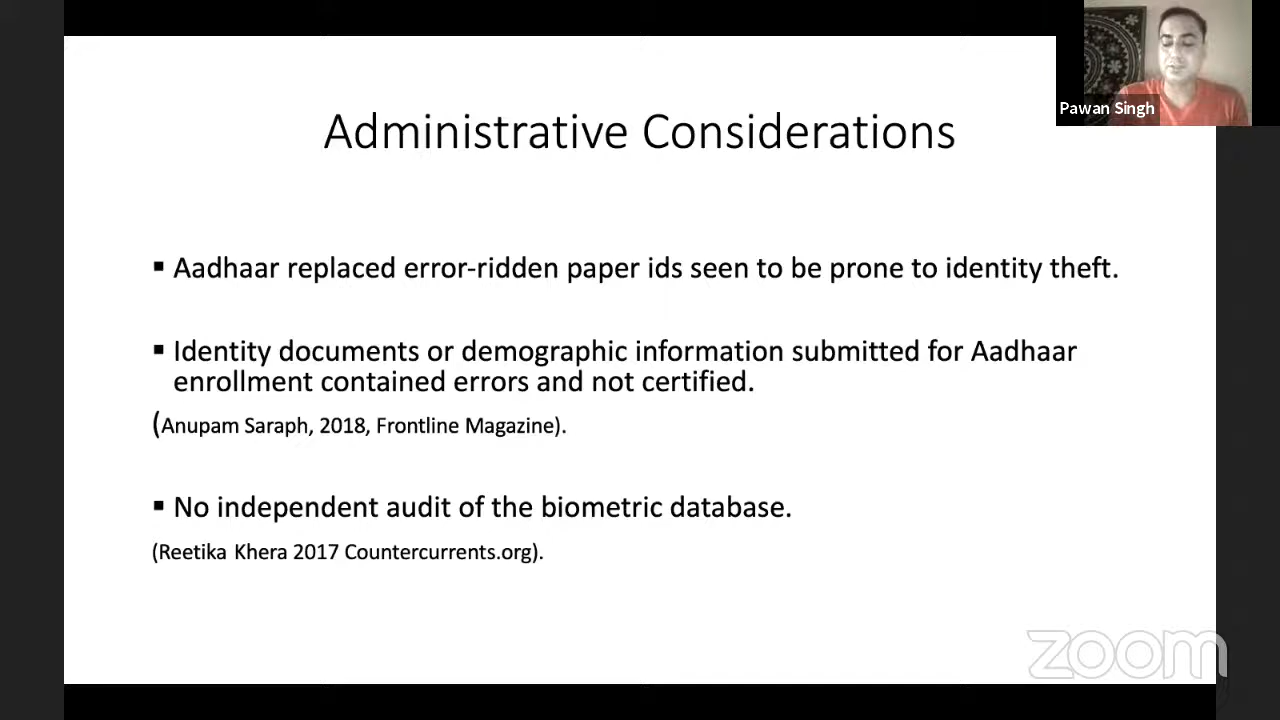 Pawan Singh
Administrative Considerations
▪ Aadhaar replaced error-ridden paper ids seen to be prone to identity theft.
▪ Identity documents or demographic information submitted for Aadhaar
enrollment contained errors and not certified.
(Anupam Saraph, 2018, Frontline Magazine).
▪ No independent audit of the biometric database.
(Reetika Khera 2017 Countercurrents.org).
zoom